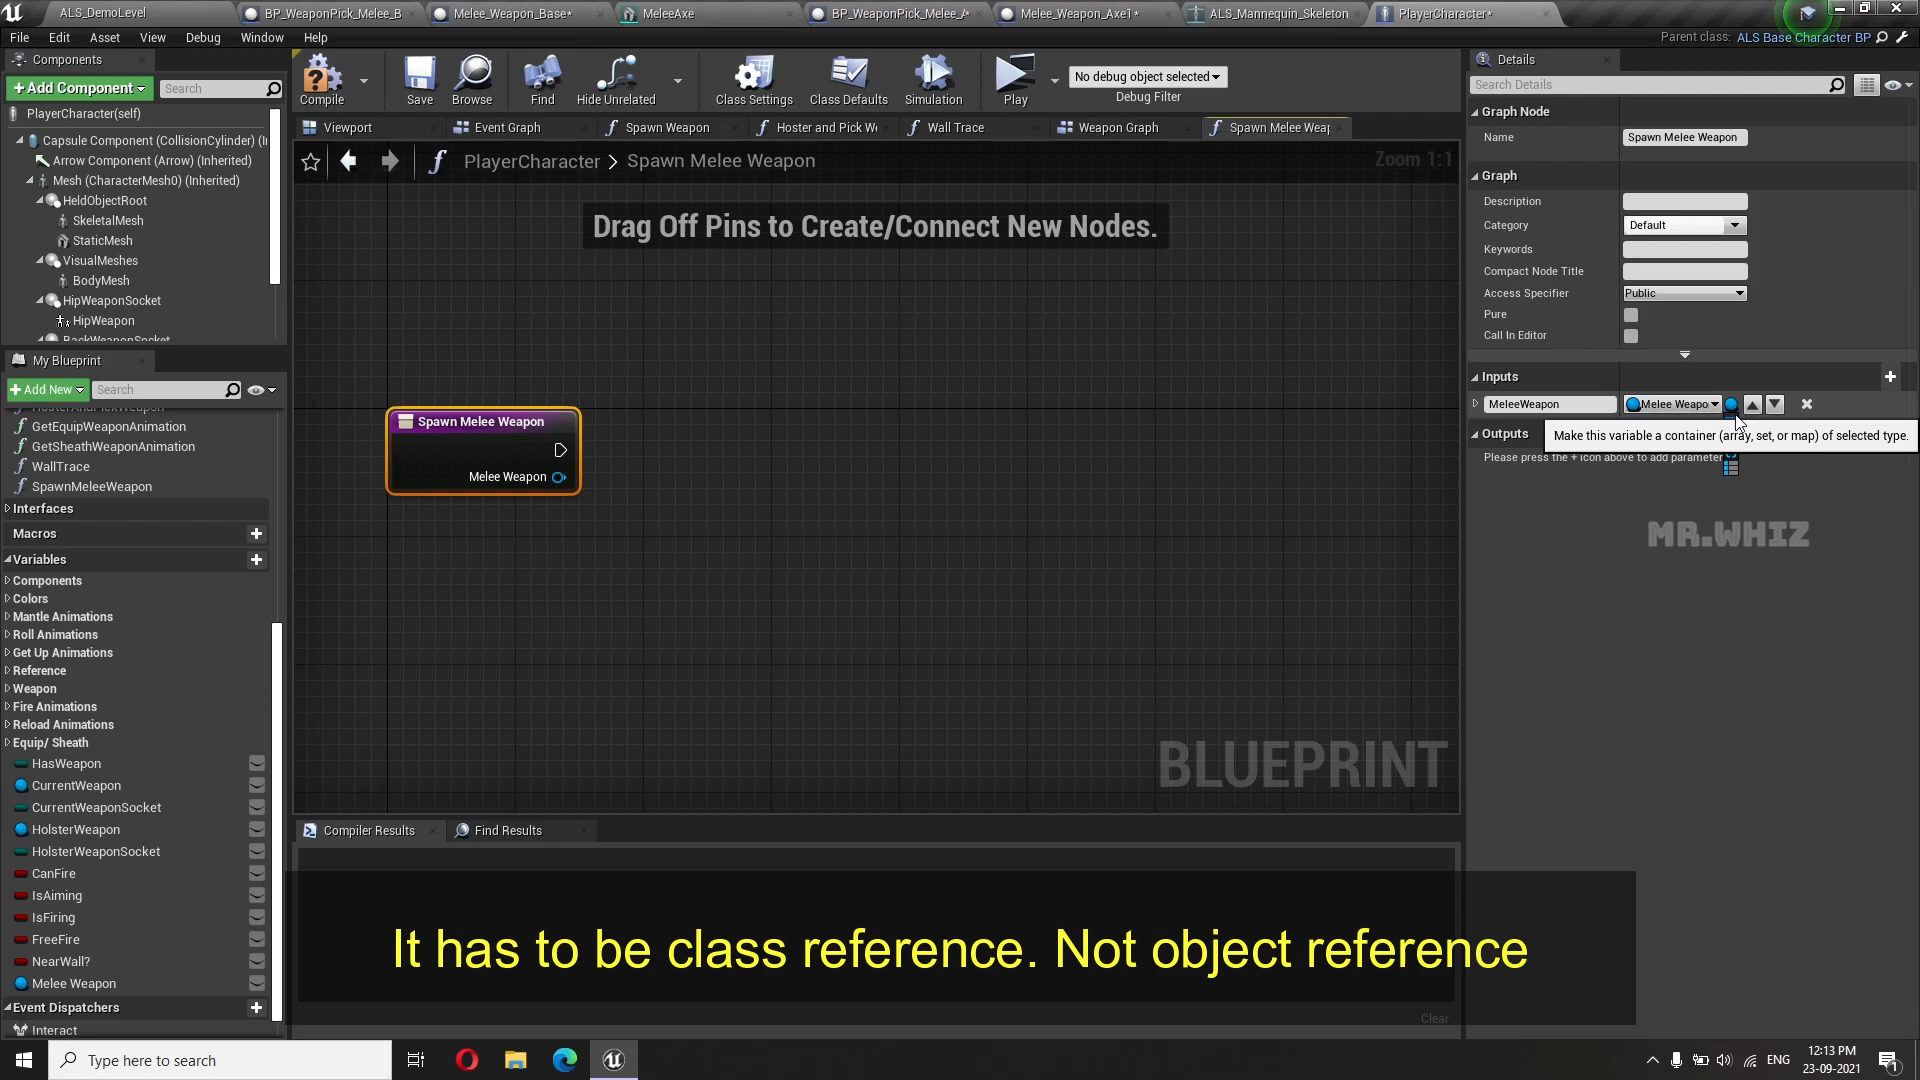 ALS_DemoLevel
BP_WeaponPick_Melee_B
Melee_Weapon_Base*
MeleeAxe
BP_WeaponPick_Melee_A*
Melee_Weapon_Axe1*
ALS_Mannequin_Skeleton
PlayerCharacter*
File Edit Asset View Debug Window Help
Parent class: ALS Base Character BP
Components
+Add Component
Search
PlayerCharacter(self)
Capsule Component (CollisionCylinder) (I
Arrow Component (Arrow) (Inherited)
Mesh (CharacterMesh0) (Inherited)
HeldObjectRoot
SkeletalMesh
StaticMesh
VisualMeshes
BodyMesh
HipWeaponSocket
HipWeapon
BackWeaponSocket
Compile
Save
Browse
Find
Hide Unrelated
Class Settings
Class Defaults
Simulation
Play
No debug object selected
Debug Filter
Viewport
Event Graph
Spawn Weapon
Hoster and Pick We
Wall Trace
Weapon Graph
Spawn Melee Weap
PlayerCharacter > Spawn Melee Weapon
Zoom 1:1
Drag Off Pins to Create/Connect New Nodes.
Spawn Melee Weapon
Melee Weapon
BLUEPRINT
My Blueprint
+Add New
Search
HosterAndPickWeapon
GetEquipWeaponAnimation
GetSheathWeaponAnimation
WallTrace
SpawnMeleeWeapon
Interfaces
Macros
Variables
Components
Colors
Mantle Animations
Roll Animations
Get Up Animations
Reference
Weapon
Fire Animations
Reload Animations
Equip/ Sheath
HasWeapon
CurrentWeapon
CurrentWeaponSocket
HolsterWeapon
HolsterWeaponSocket
CanFire
IsAiming
IsFiring
FreeFire
NearWall?
Melee Weapon
Event Dispatchers
Interact
Details
Search Details
Graph Node
Name Spawn Melee Weapon
Graph
Description
Category Default
Keywords
Compact Node Title
Access Specifier Public
Pure
Call In Editor
Inputs
MeleeWeapon Melee Weapo
Outputs
Make this variable a container (array, set, or map) of selected type.
Please press the + icon above to add parameter
MR.WHIZ
Compiler Results
Find Results
It has to be class reference. Not object reference
Clear
Type here to search
ENG
12:13 PM
23-09-2021
1